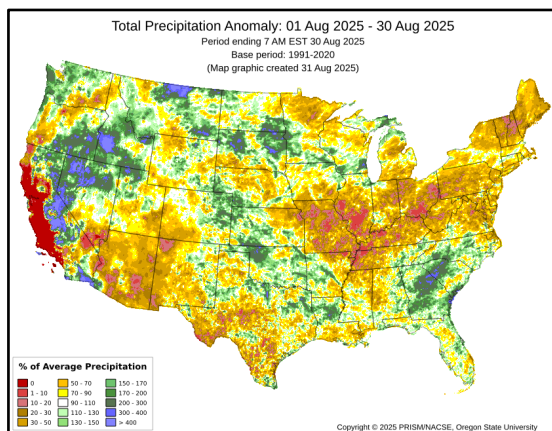 Total Precipitation Anomaly: 01 Aug 2025 - 30 Aug 2025
Period ending 7 AM EST 30 Aug 2025
Base period: 1991-2020
(Map graphic created 31 Aug 2025)
% of Average Precipitation
0
1 - 10
10 - 20
20 - 30
30 - 50
50 - 70
70 - 90
90 - 110
110 - 130
130 - 150
150 - 170
170 - 200
200 - 300
300 - 400
> 400
Copyright © 2025 PRISM/NACSE, Oregon State University